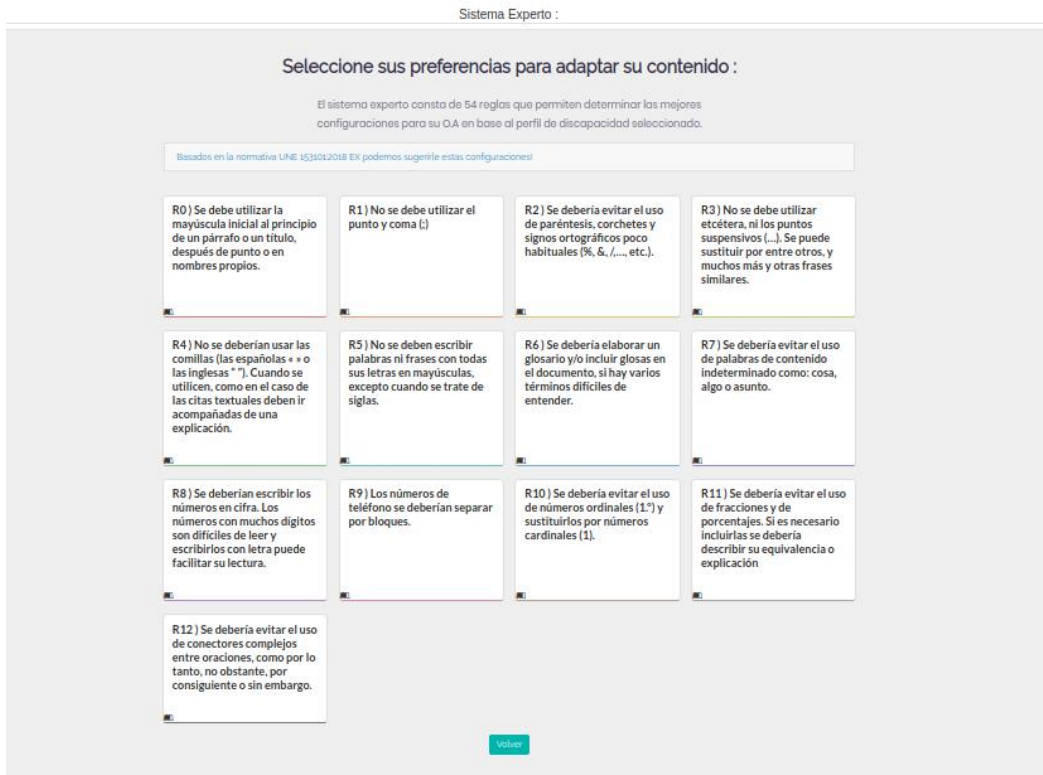 Sistema Experto :
Seleccione sus preferencias para adaptar su contenido :
El sistema experto consta de 54 reglas que permiten determinar las mejores
configuraciones para su O.A en base al perfil de discapacidad seleccionado.
Basados en la normativa UNE 153101:2018 EX podemos sugerirle estas configuraciones!
R0 ) Se debe utilizar la
mayúscula inicial al principio
de un párrafo o un título,
después de punto o en
nombres propios.
R1 ) No se debe utilizar el
punto y coma (;)
R2 ) Se debería evitar el uso
de paréntesis, corchetes y
signos ortográficos poco
habituales (%, &, /,…, etc.).
R3 ) No se debe utilizar
etcétera, ni los puntos
suspensivos (...). Se puede
sustituir por entre otros, y
muchos más y otras frases
similares.
R4 ) No se deberían usar las
comillas (las españolas « » o
las inglesas “ ”). Cuando se
utilicen, como en el caso de
las citas textuales deben ir
acompañadas de una
explicación.
R5 ) No se deben escribir
palabras ni frases con todas
sus letras en mayúsculas,
excepto cuando se trate de
siglas.
R6 ) Se debería elaborar un
glosario y/o incluir glosas en
el documento, si hay varios
términos difíciles de
entender.
R7 ) Se debería evitar el uso
de palabras de contenido
indeterminado como: cosa,
algo o asunto.
R8 ) Se deberían escribir los
números en cifra. Los
números con muchos dígitos
son difíciles de leer y
escribirlos con letra puede
facilitar su lectura.
R9 ) Los números de
teléfono se deberían separar
por bloques.
R10 ) Se debería evitar el uso
de números ordinales (1.º) y
sustituirlos por números
cardinales (1).
R11 ) Se debería evitar el uso
de fracciones y de
porcentajes. Si es necesario
incluirlas se debería
describir su equivalencia o
explicación
R12 ) Se debería evitar el uso
de conectores complejos
entre oraciones, como por lo
tanto, no obstante, por
consiguiente o sin embargo.
Volver